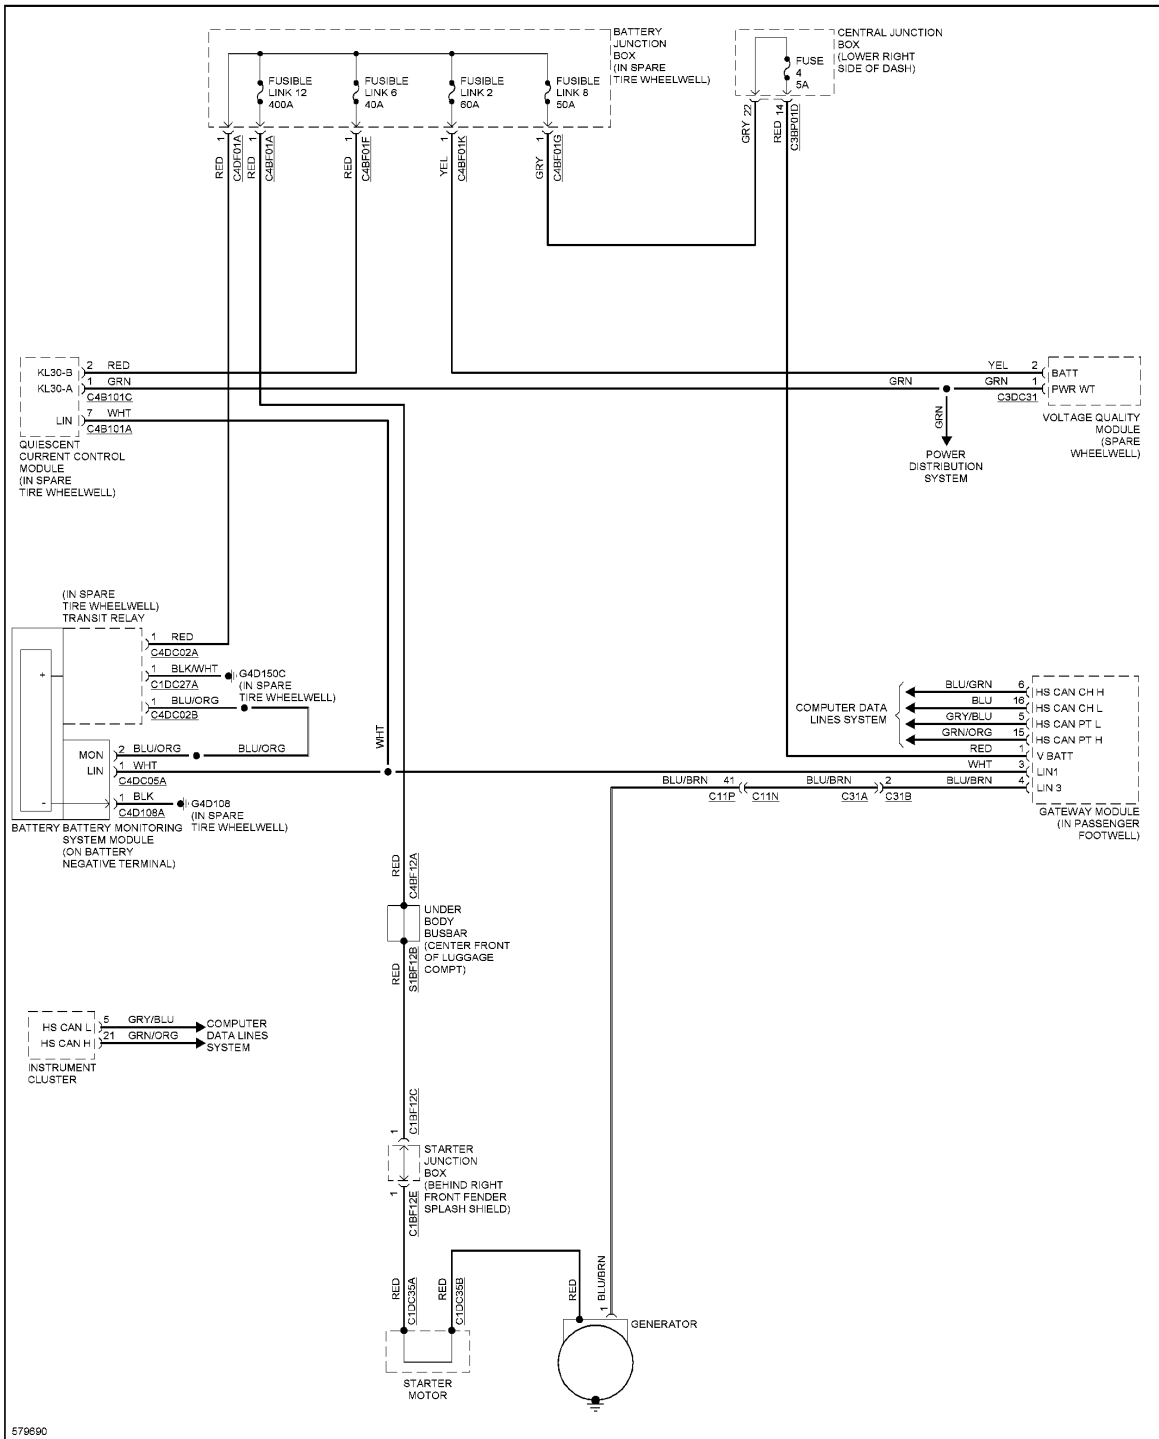 BATTERY
JUNCTION
BOX
(IN SPARE
TIRE WHEELWELL)
CENTRAL JUNCTION
BOX
(LOWER RIGHT
SIDE OF DASH)
FUSIBLE
LINK 12
400A
FUSIBLE
LINK 6
40A
FUSIBLE
LINK 2
60A
FUSIBLE
LINK 8
50A
FUSE
4
5A
1
RED
C4DF01A
1
RED
C4BF01A
1
RED
C4BF01F
1
YEL
C4BF01K
1
GRY
C4BF01G
22
GRY
14
RED
C3BP01D
KL30-B
2 RED
KL30-A
1 GRN
C4B101C
LIN
7 WHT
C4B101A
QUIESCENT
CURRENT CONTROL
MODULE
(IN SPARE
TIRE WHEELWELL)
YEL 2
BATT
GRN
GRN 1
PWR WT
C3DC31
GRN
VOLTAGE QUALITY
MODULE
(SPARE
WHEELWELL)
POWER
DISTRIBUTION
SYSTEM
(IN SPARE
TIRE WHEELWELL)
TRANSIT RELAY
1 RED
C4DC02A
1 BLK/WHT
C1DC27A
G4D150C
(IN SPARE
TIRE WHEELWELL)
1 BLU/ORG
C4DC02B
+
-
MON
2 BLU/ORG
BLU/ORG
LIN
1 WHT
C4DC05A
1 BLK
C4D108A
G4D108
(IN SPARE
TIRE WHEELWELL)
BATTERY
BATTERY MONITORING
SYSTEM MODULE
(ON BATTERY
NEGATIVE TERMINAL)
WHT
COMPUTER DATA
LINES SYSTEM
BLU/GRN 6
HS CAN CH H
BLU 16
HS CAN CH L
GRY/BLU 5
HS CAN PT L
GRN/ORG 15
HS CAN PT H
RED 1
V BATT
WHT 3
LIN1
BLU/BRN 41
C11P
C11N
BLU/BRN 2
C31A
C31B
BLU/BRN 4
LIN 3
GATEWAY MODULE
(IN PASSENGER
FOOTWELL)
RED
C4BF12A
UNDER
BODY
BUSBAR
(CENTER FRONT
OF LUGGAGE
COMPT)
RED
S1BF12B
HS CAN L
5 GRY/BLU
HS CAN H
21 GRN/ORG
COMPUTER
DATA LINES
SYSTEM
INSTRUMENT
CLUSTER
1
C1BF12C
STARTER
JUNCTION
BOX
(BEHIND RIGHT
FRONT FENDER
SPLASH SHIELD)
1
C1BF12E
RED
C1DC35A
RED
C1DC35B
RED
1 BLU/BRN
GENERATOR
STARTER
MOTOR
579690